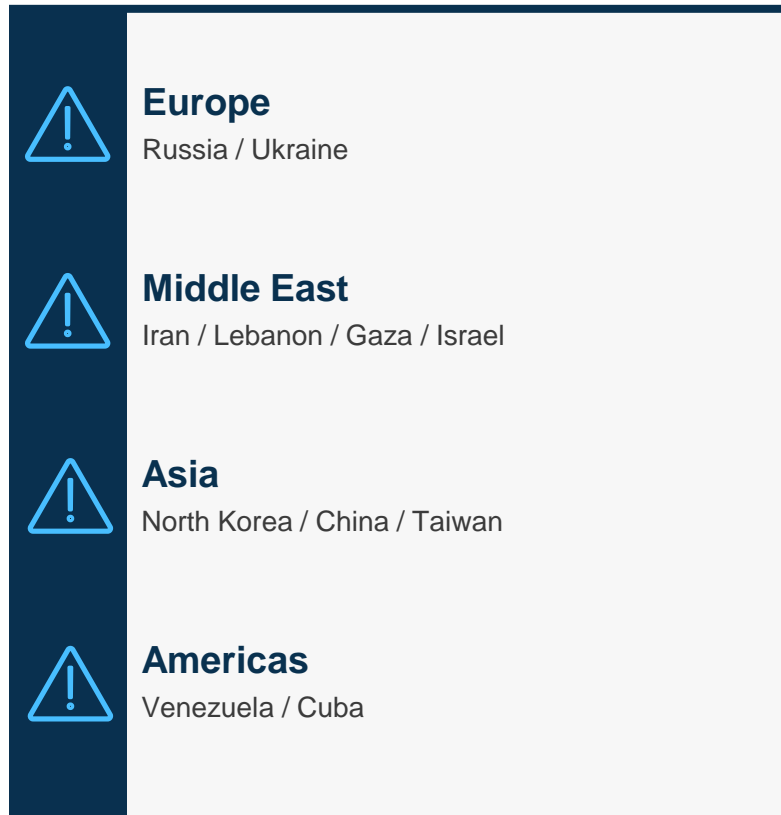 Europe
Russia / Ukraine
Middle East
Iran / Lebanon / Gaza / Israel
Asia
North Korea / China / Taiwan
Americas
Venezuela / Cuba